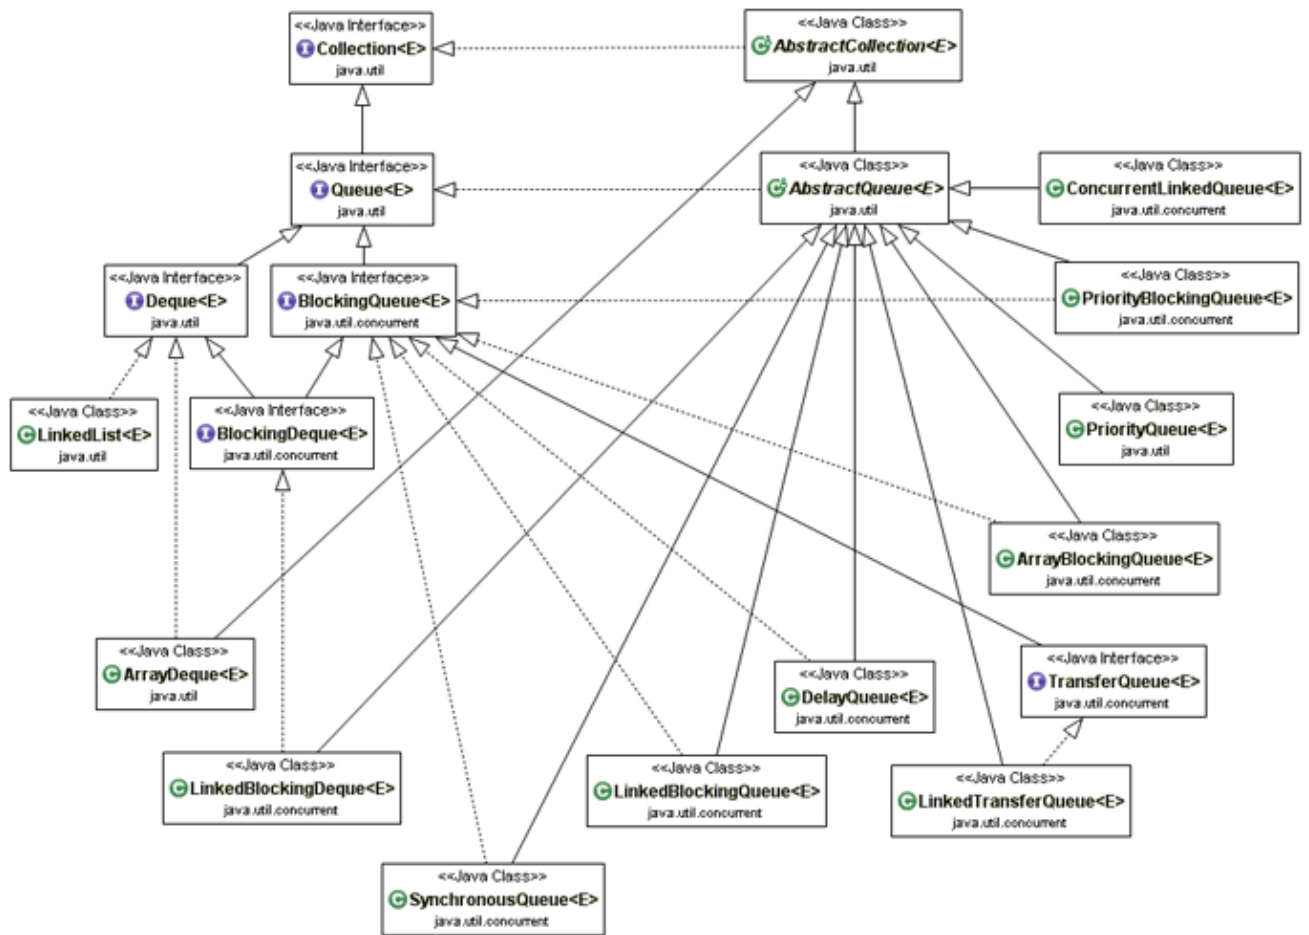 <<Java Interface>>
Collection<E>
java.util
<<Java Class>>
AbstractCollection<E>
java.util
<<Java Interface>>
Queue<E>
java.util
<<Java Class>>
AbstractQueue<E>
java.util
<<Java Class>>
ConcurrentLinkedQueue<E>
java.util.concurrent
<<Java Interface>>
Deque<E>
java.util
<<Java Interface>>
BlockingQueue<E>
java.util.concurrent
<<Java Class>>
PriorityBlockingQueue<E>
java.util.concurrent
<<Java Class>>
LinkedList<E>
java.util
<<Java Interface>>
BlockingDeque<E>
java.util.concurrent
<<Java Class>>
PriorityQueue<E>
java.util
<<Java Class>>
ArrayBlockingQueue<E>
java.util.concurrent
<<Java Class>>
ArrayDeque<E>
java.util
<<Java Class>>
DelayQueue<E>
java.util.concurrent
<<Java Interface>>
TransferQueue<E>
java.util.concurrent
<<Java Class>>
LinkedBlockingDeque<E>
java.util.concurrent
<<Java Class>>
LinkedBlockingQueue<E>
java.util.concurrent
<<Java Class>>
LinkedTransferQueue<E>
java.util.concurrent
<<Java Class>>
SynchronousQueue<E>
java.util.concurrent